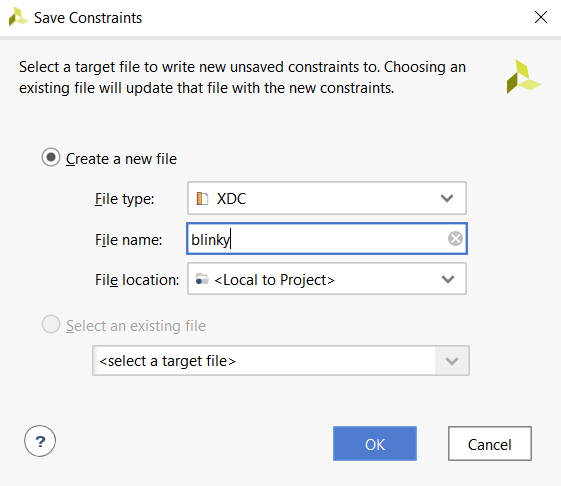 Save Constraints
Select a target file to write new unsaved constraints to. Choosing an
existing file will update that file with the new constraints.
Create a new file
File type: XDC
File name: blinky
File location: <Local to Project>
Select an existing file
<select a target file>
? OK Cancel